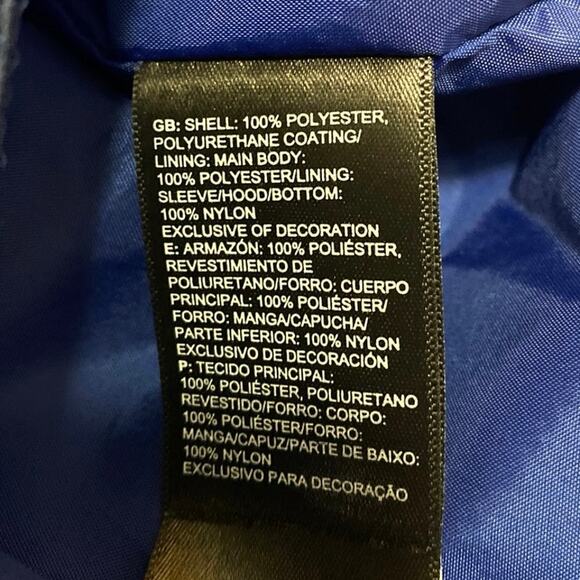 GB: SHELL: 100% POLYESTER,
POLYURETHANE COATING/
LINING: MAIN BODY:
100% POLYESTER/LINING:
SLEEVE/HOOD/BOTTOM:
100% NYLON
EXCLUSIVE OF DECORATION
E: ARMAZÓN: 100% POLIÉSTER,
REVESTIMIENTO DE
POLIURETANO/FORRO: CUERPO
PRINCIPAL: 100% POLIÉSTER/
FORRO: MANGA/CAPUCHA/
PARTE INFERIOR: 100% NYLON
EXCLUSIVO DE DECORACIÓN
P: TECIDO PRINCIPAL:
100% POLIÉSTER, POLIURETANO
REVESTIDO/FORRO: CORPO:
100% POLIÉSTER/FORRO:
MANGA/CAPUZ/PARTE DE BAIXO:
100% NYLON
EXCLUSIVO PARA DECORAÇÃO